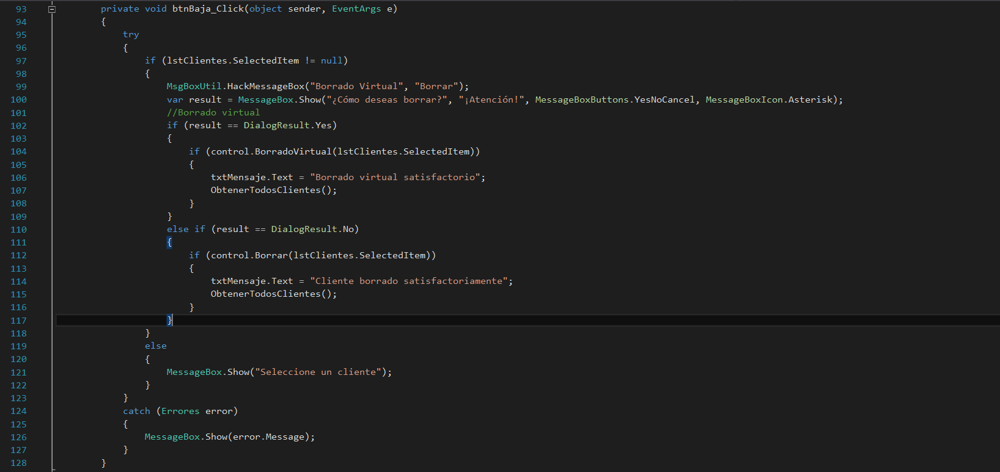 93 private void btnBaja_Click(object sender, EventArgs e)
94 {
95 try
96 {
97 if (lstClientes.SelectedItem != null)
98 {
99 MsgBoxUtil.HackMessageBox("Borrado Virtual", "Borrar");
100 var result = MessageBox.Show("¿Cómo deseas borrar?", "¡Atención!", MessageBoxButtons.YesNoCancel, MessageBoxIcon.Asterisk);
101 //Borrado virtual
102 if (result == DialogResult.Yes)
103 {
104 if (control.BorradoVirtual(lstClientes.SelectedItem))
105 {
106 txtMensaje.Text = "Borrado virtual satisfactorio";
107 ObtenerTodosClientes();
108 }
109 }
110 else if (result == DialogResult.No)
111 {
112 if (control.Borrar(lstClientes.SelectedItem))
113 {
114 txtMensaje.Text = "Cliente borrado satisfactoriamente";
115 ObtenerTodosClientes();
116 }
117 }
118 }
119 else
120 {
121 MessageBox.Show("Seleccione un cliente");
122 }
123 }
124 catch (Errores error)
125 {
126 MessageBox.Show(error.Message);
127 }
128 }